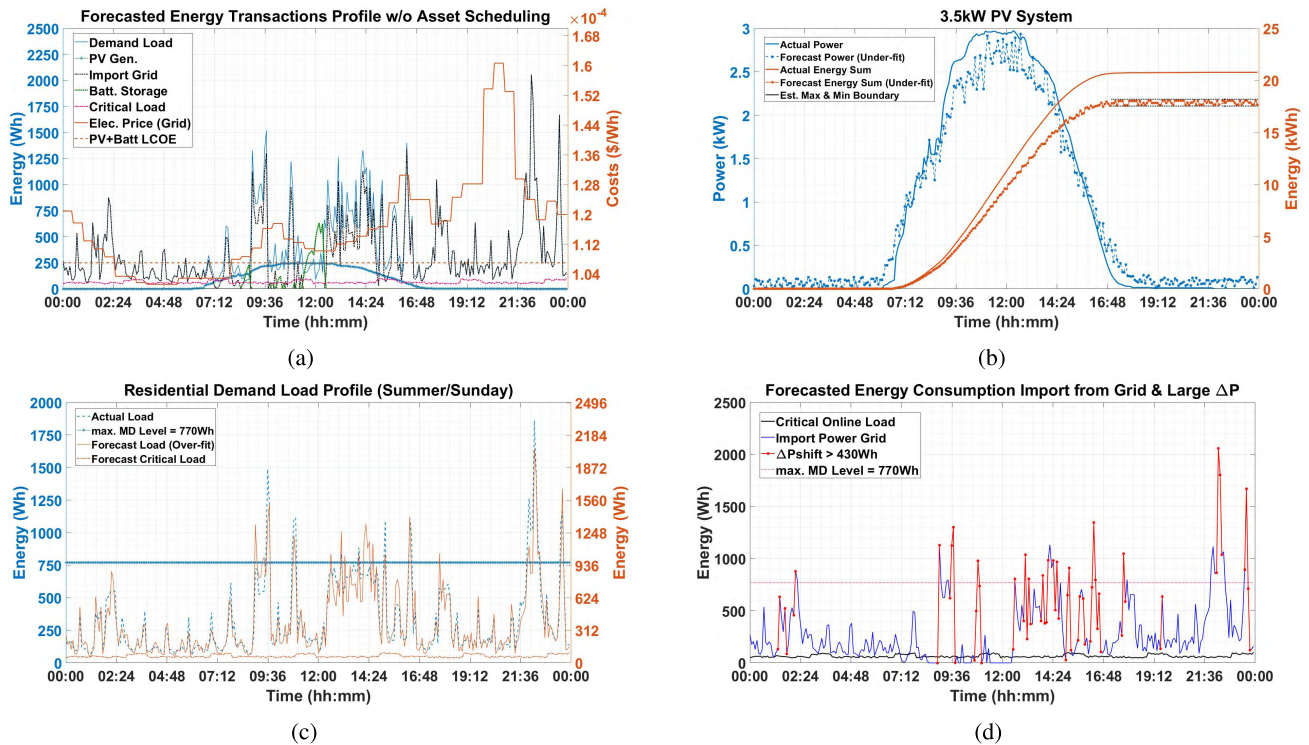 Forecasted Energy Transactions Profile w/o Asset Scheduling
×10⁻⁴
2500
2250
2000
1750
1500
1250
1000
750
500
250
0
Energy (Wh)
Demand Load
PV Gen.
Import Grid
Batt. Storage
Critical Load
Elec. Price (Grid)
PV+Batt LCOE
1.68
1.6
1.52
1.44
1.36
1.28
1.2
1.12
1.04
Costs ($/Wh)
00:00 02:24 04:48 07:12 09:36 12:00 14:24 16:48 19:12 21:36 00:00
Time (hh:mm)
(a)
3.5kW PV System
3
2.5
2
1.5
1
0.5
0
Power (kW)
Actual Power
Forecast Power (Under-fit)
Actual Energy Sum
Forecast Energy Sum (Under-fit)
Est. Max & Min Boundary
25
20
15
10
5
0
Energy (kWh)
00:00 02:24 04:48 07:12 09:36 12:00 14:24 16:48 19:12 21:36 00:00
Time (hh:mm)
(b)
Residential Demand Load Profile (Summer/Sunday)
2000
1750
1500
1250
1000
750
500
250
0
Energy (Wh)
Actual Load
max. MD Level = 770Wh
Forecast Load (Over-fit)
Forecast Critical Load
2496
2184
1872
1560
1248
936
624
312
0
Energy (Wh)
00:00 02:24 04:48 07:12 09:36 12:00 14:24 16:48 19:12 21:36 00:00
Time (hh:mm)
(c)
Forecasted Energy Consumption Import from Grid & Large ΔP
2500
2000
1500
1000
500
0
Energy (Wh)
Critical Online Load
Import Power Grid
ΔPshift > 430Wh
max. MD Level = 770Wh
00:00 02:24 04:48 07:12 09:36 12:00 14:24 16:48 19:12 21:36 00:00
Time (hh:mm)
(d)